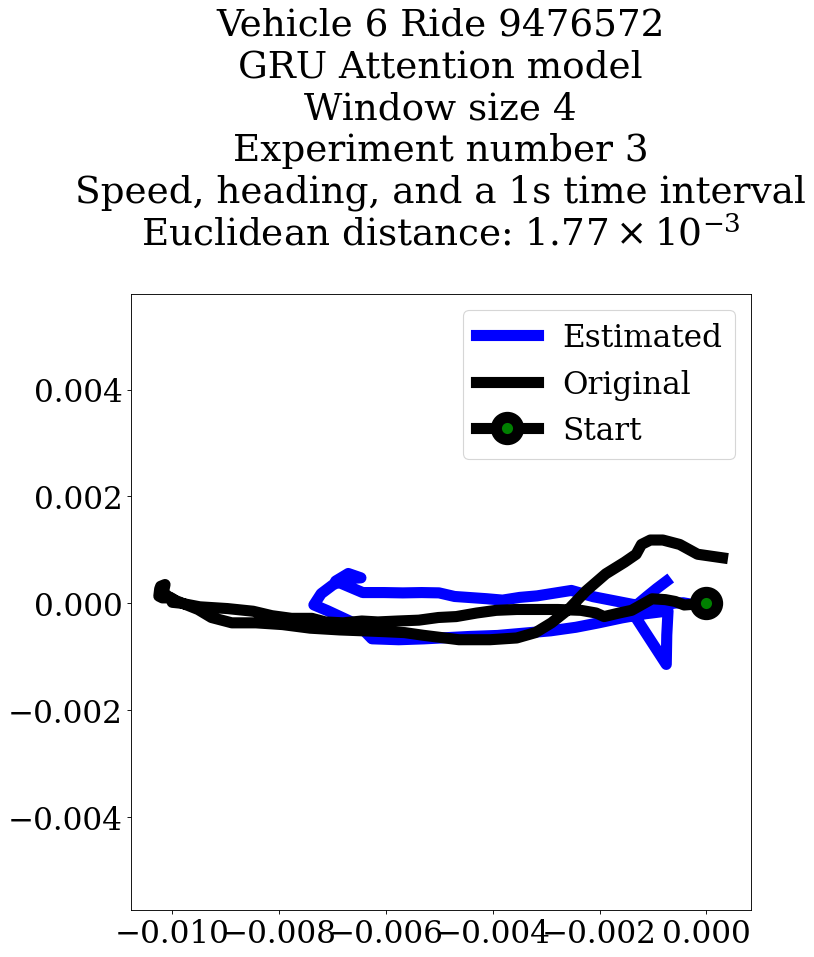 Vehicle 6 Ride 9476572
GRU Attention model
Window size 4
Experiment number 3
Speed, heading, and a 1s time interval
Euclidean distance: 1.77 × 10⁻³
Estimated
Original
Start
0.004
0.002
0.000
−0.002
−0.004
−0.010 −0.008 −0.006 −0.004 −0.002 0.000